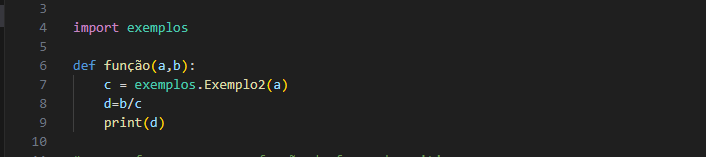 3
4 import exemplos
5
6 def função(a,b):
7 c = exemplos.Exemplo2(a)
8 d=b/c
9 print(d)
10